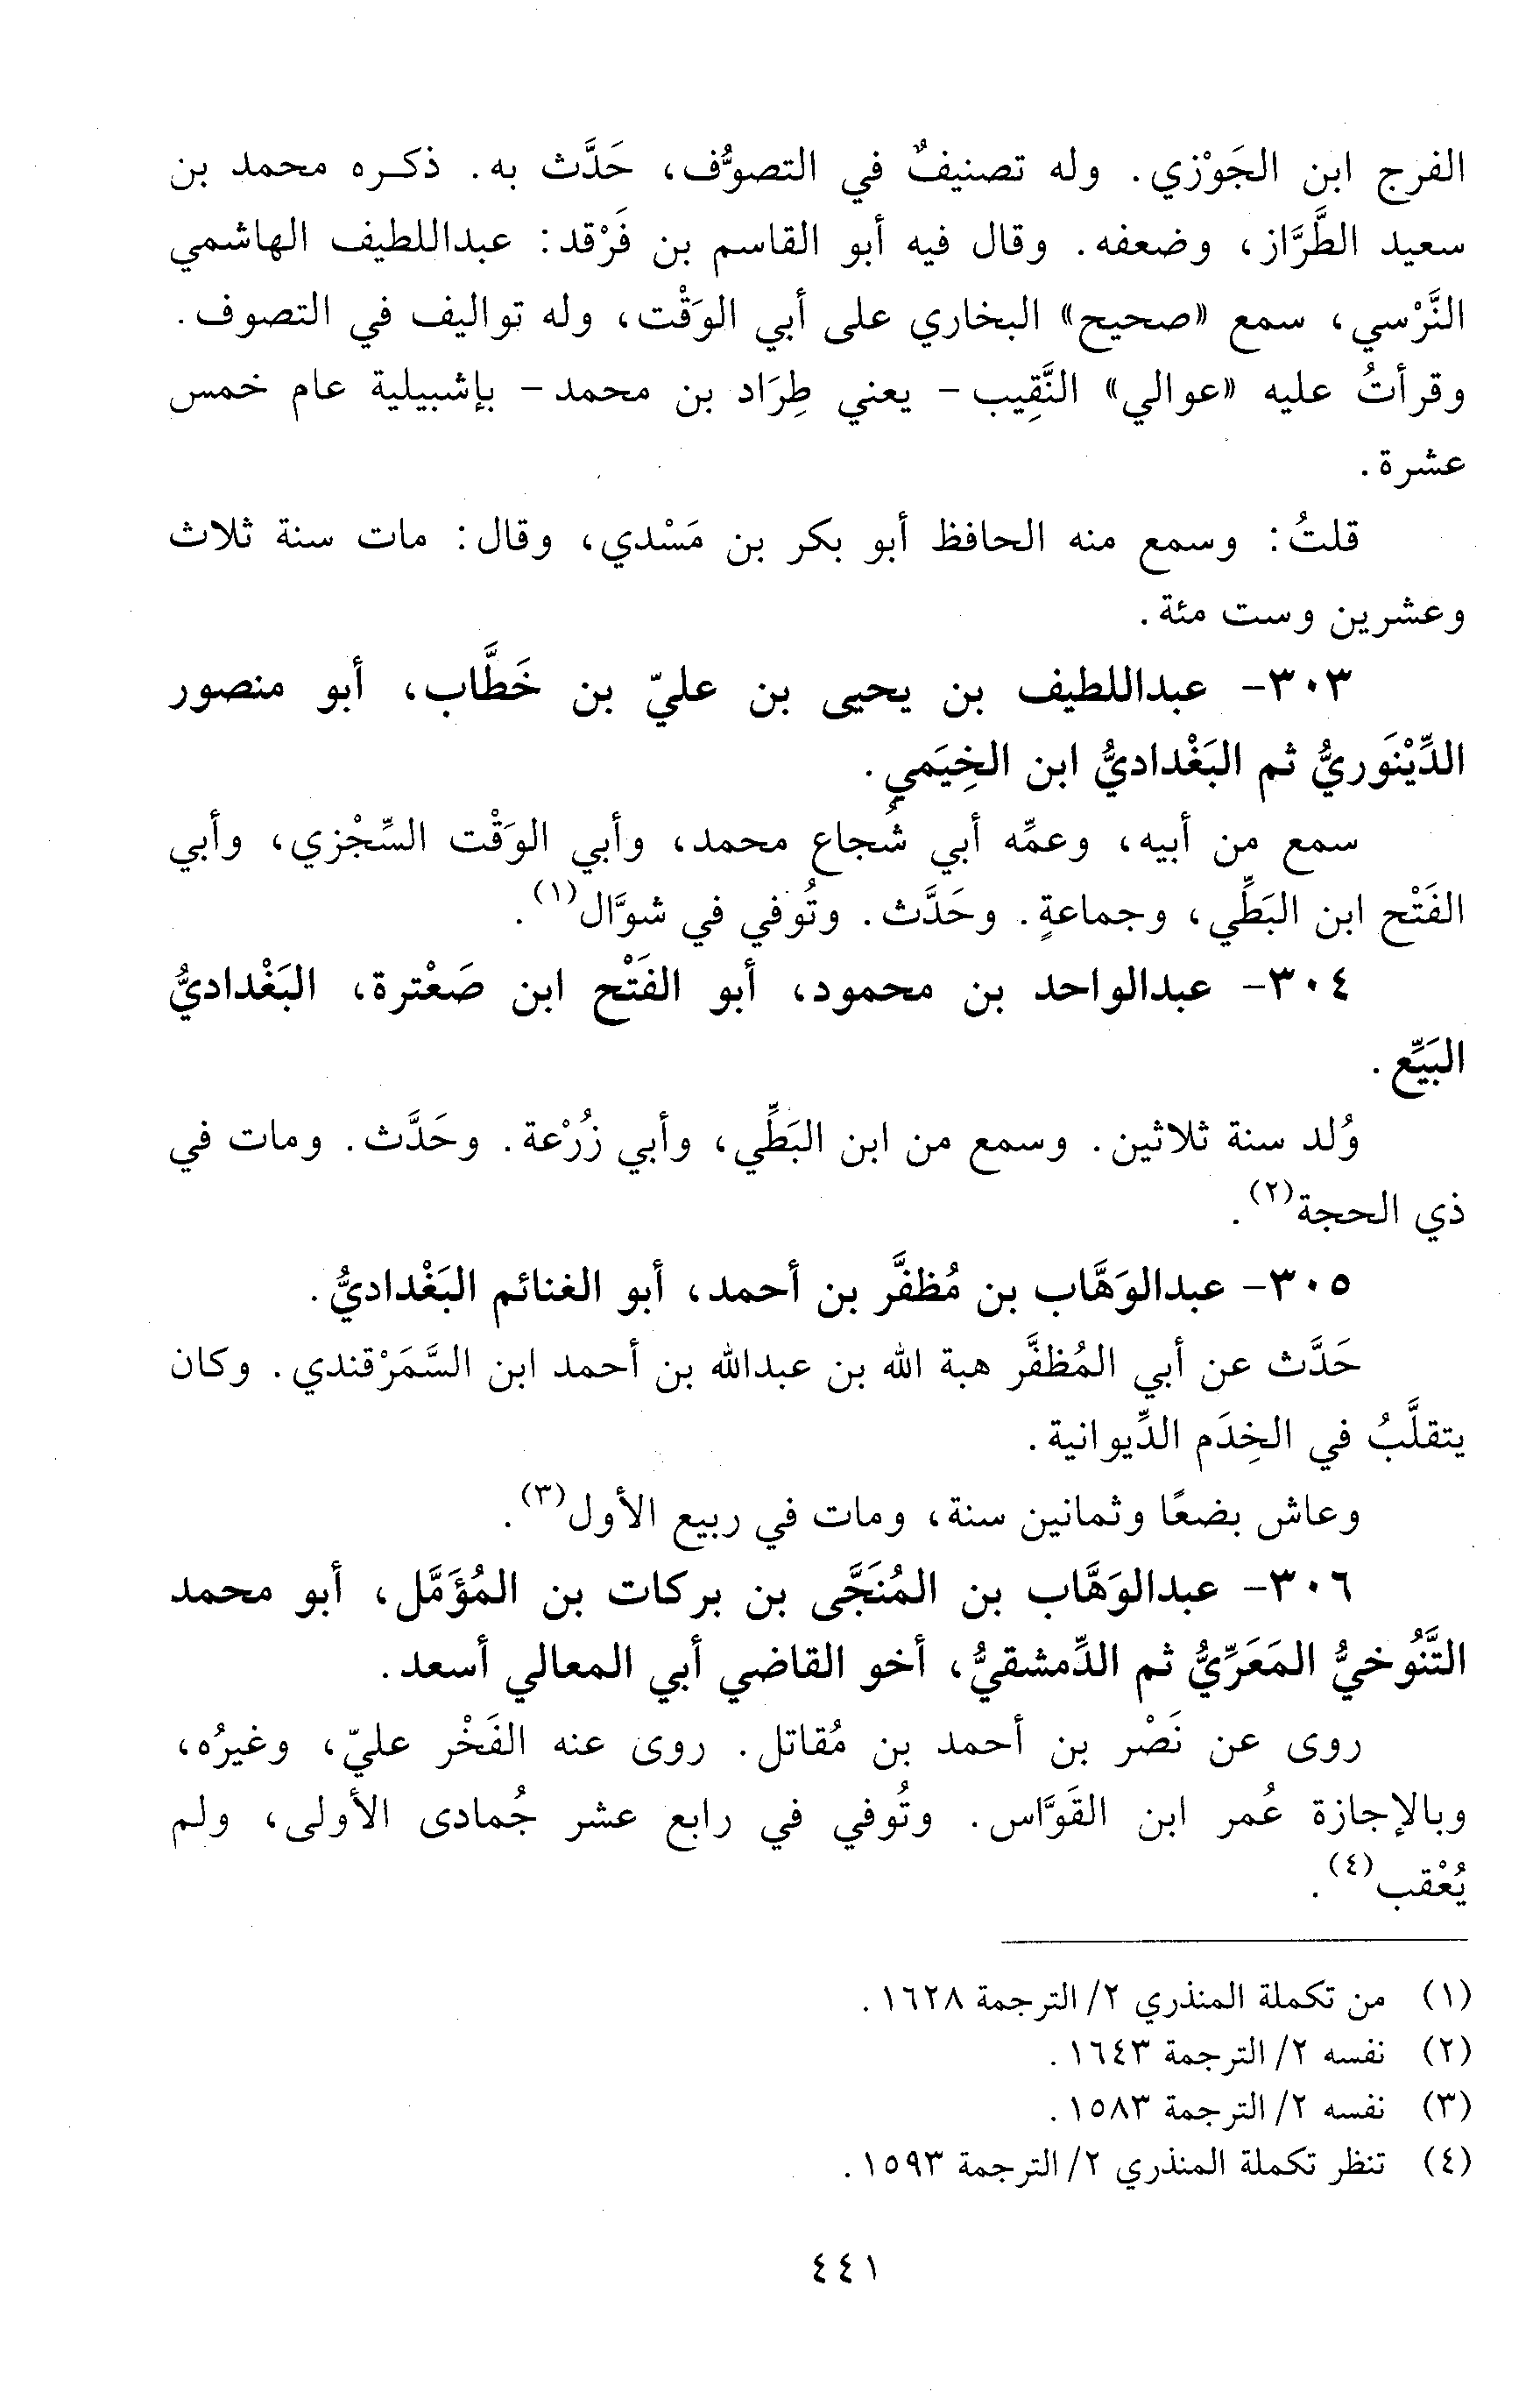 الفرج ابن الجَوْزي. وله تصنيفٌ في التصوُّف، حَدَّث به. ذكره محمد بن
سعيد الطَّرَّاز، وضعفه. وقال فيه أبو القاسم بن فَرْقد: عبداللطيف الهاشمي
النَّرْسي، سمع «صحيح» البخاري على أبي الوَقْت، وله تواليف في التصوف.
وقرأتُ عليه «عوالي» النَّقِيب - يعني طِرَاد بن محمد - بإشبيلية عام خمس
عشرة.
قلتُ: وسمع منه الحافظ أبو بكر بن مَسْدي، وقال: مات سنة ثلاث
وعشرين وست مئة.
٣٠٣- عبداللطيف بن يحيى بن عليّ بن خَطَّاب، أبو منصور
الدِّيْنَوريُّ ثم البَغْداديُّ ابن الخِيَمي.
سمع من أبيه، وعمِّه أبي شُجاع محمد، وأبي الوَقْت السِّجْزي، وأبي
الفَتْح ابن البَطِّي، وجماعةٍ. وحَدَّث. وتُوفي في شوَّال(١).
٣٠٤- عبدالواحد بن محمود، أبو الفَتْح ابن صَعْترة، البَغْداديُّ
البَيِّع.
وُلد سنة ثلاثين. وسمع من ابن البَطِّي، وأبي زُرْعة. وحَدَّث. ومات في
ذي الحجة(٢).
٣٠٥- عبدالوَهَّاب بن مُظفَّر بن أحمد، أبو الغنائم البَغْداديُّ.
حَدَّث عن أبي المُظفَّر هبة الله بن عبدالله بن أحمد ابن السَّمَرْقندي. وكان
يتقلَّبُ في الخِدَم الدِّيوانية.
وعاش بضعًا وثمانين سنة، ومات في ربيع الأول(٣).
٣٠٦- عبدالوَهَّاب بن المُنَجَّى بن بركات بن المُؤَمَّل، أبو محمد
التَّنُوخيُّ المَعَرِّيُّ ثم الدِّمشقيُّ، أخو القاضي أبي المعالي أسعد.
روى عن نَصْر بن أحمد بن مُقاتل. روى عنه الفَخْر عليّ، وغيرُه،
وبالإجازة عُمر ابن القَوَّاس. وتُوفي في رابع عشر جُمادى الأولى، ولم
يُعْقب(٤).
(١) من تكملة المنذري ٢/ الترجمة ١٦٢٨.
(٢) نفسه ٢/ الترجمة ١٦٤٣.
(٣) نفسه ٢/ الترجمة ١٥٨٣.
(٤) تنظر تكملة المنذري ٢/ الترجمة ١٥٩٣.
٤٤١